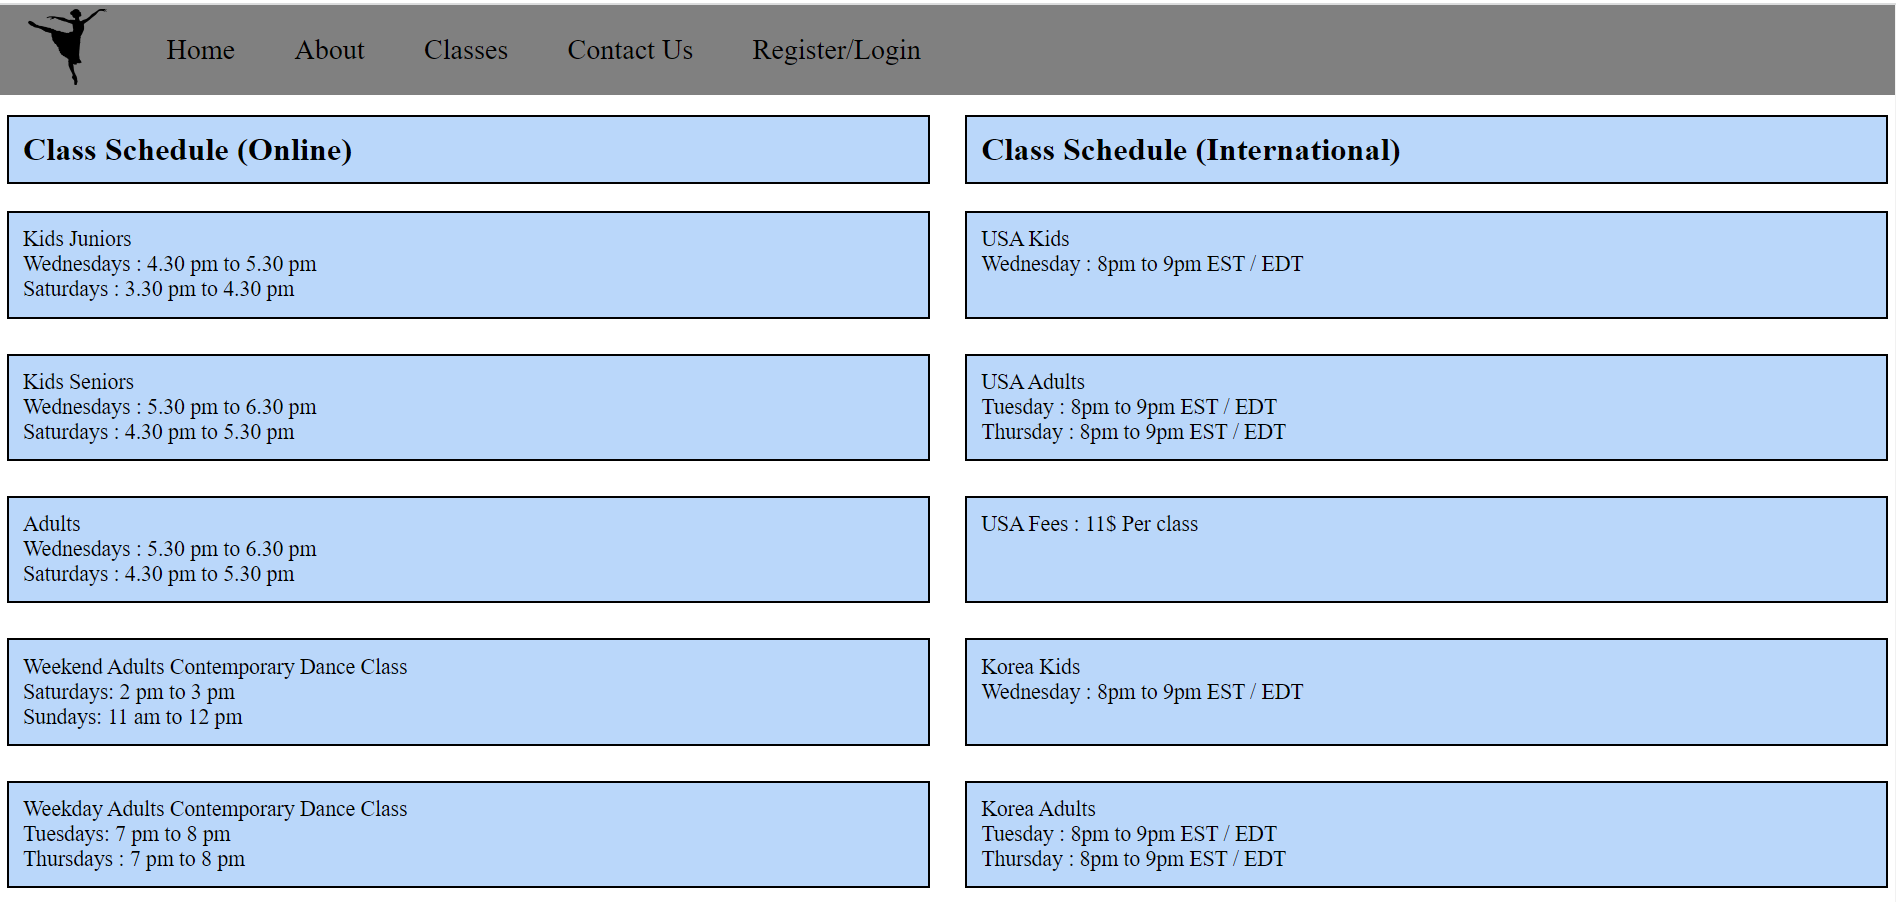 Home About Classes Contact Us Register/Login
Class Schedule (Online)
Kids Juniors
Wednesdays : 4.30 pm to 5.30 pm
Saturdays : 3.30 pm to 4.30 pm
Kids Seniors
Wednesdays : 5.30 pm to 6.30 pm
Saturdays : 4.30 pm to 5.30 pm
Adults
Wednesdays : 5.30 pm to 6.30 pm
Saturdays : 4.30 pm to 5.30 pm
Weekend Adults Contemporary Dance Class
Saturdays: 2 pm to 3 pm
Sundays: 11 am to 12 pm
Weekday Adults Contemporary Dance Class
Tuesdays: 7 pm to 8 pm
Thursdays : 7 pm to 8 pm
Class Schedule (International)
USA Kids
Wednesday : 8pm to 9pm EST / EDT
USA Adults
Tuesday : 8pm to 9pm EST / EDT
Thursday : 8pm to 9pm EST / EDT
USA Fees : 11$ Per class
Korea Kids
Wednesday : 8pm to 9pm EST / EDT
Korea Adults
Tuesday : 8pm to 9pm EST / EDT
Thursday : 8pm to 9pm EST / EDT